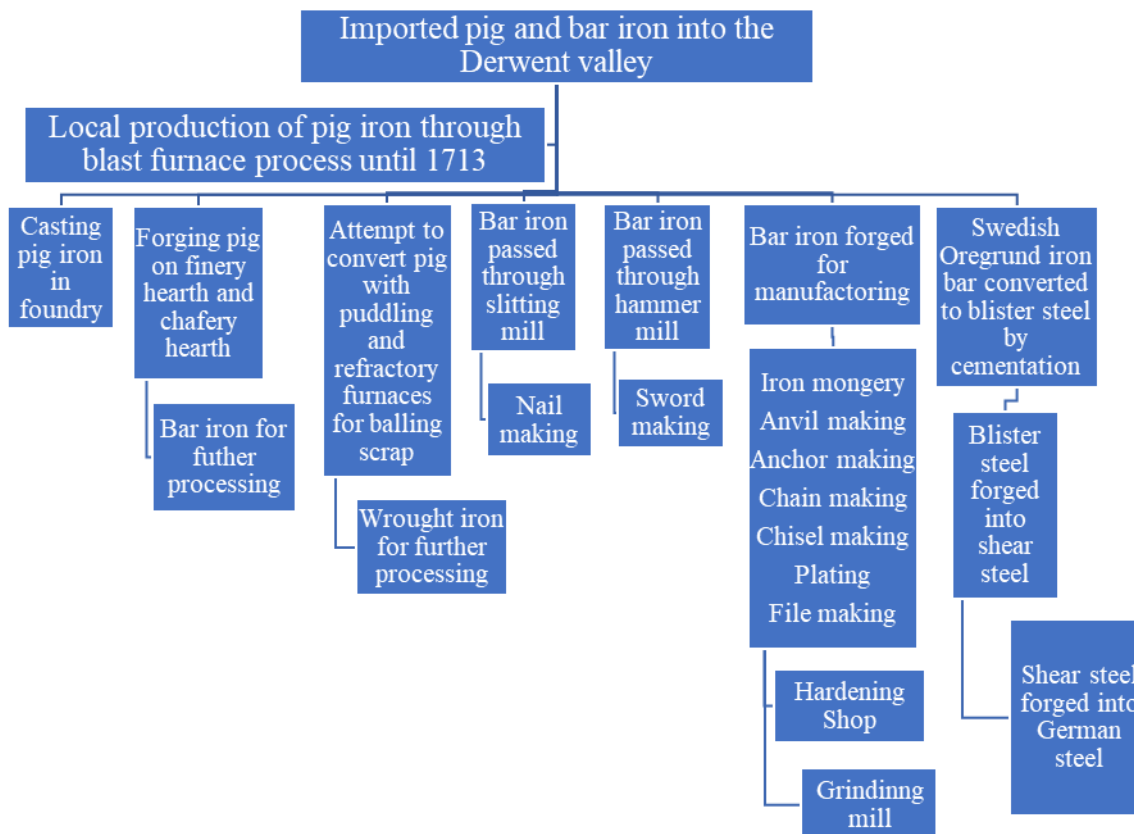 Imported pig and bar iron into the
Derwent valley
Local production of pig iron through
blast furnace process until 1713
Casting
pig iron
in
foundry
Forging pig
on finery
hearth and
chafery
hearth
Bar iron for
futher
processing
Attempt to
convert pig
with
puddling
and
refractory
furnaces
for balling
scrap
Wrought iron
for further
processing
Bar iron
passed
through
slitting
mill
Nail
making
Bar iron
passed
through
hammer
mill
Sword
making
Bar iron forged
for
manufactoring
Iron mongery
Anvil making
Anchor making
Chain making
Chisel making
Plating
File making
Hardening
Shop
Grindinng
mill
Swedish
Oregrund iron
bar converted
to blister steel
by
cementation
Blister
steel
forged
into
shear
steel
Shear steel
forged into
German
steel